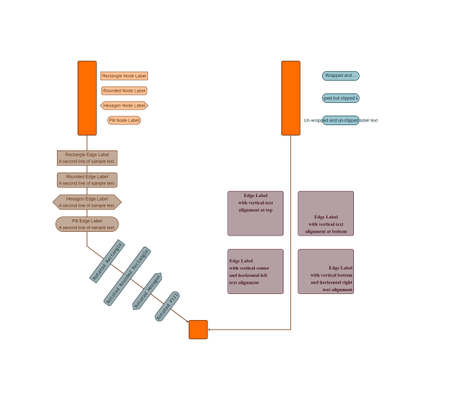 Rectangle Node Label
Rounded Node Label
Hexagon Node Label
Pill Node Label
Wrapped and...
ped but clipped l
Un-wrapped and un-clipped label text
Rectangle Edge Label
A second line of sample text
Rounded Edge Label
A second line of sample text
Hexagon Edge Label
A second line of sample text
Pill Edge Label
A second line of sample text
Rotated Rectangle
Rotated Rounded Rectangle
Rotated Hexagon
Rotated Pill
Edge Label
with vertical text
alignment at top
Edge Label
with vertical text
alignment at bottom
Edge Label
with vertical center
and horizontal left
text alignment
Edge Label
with vertical bottom
and horizontal right
text alignment